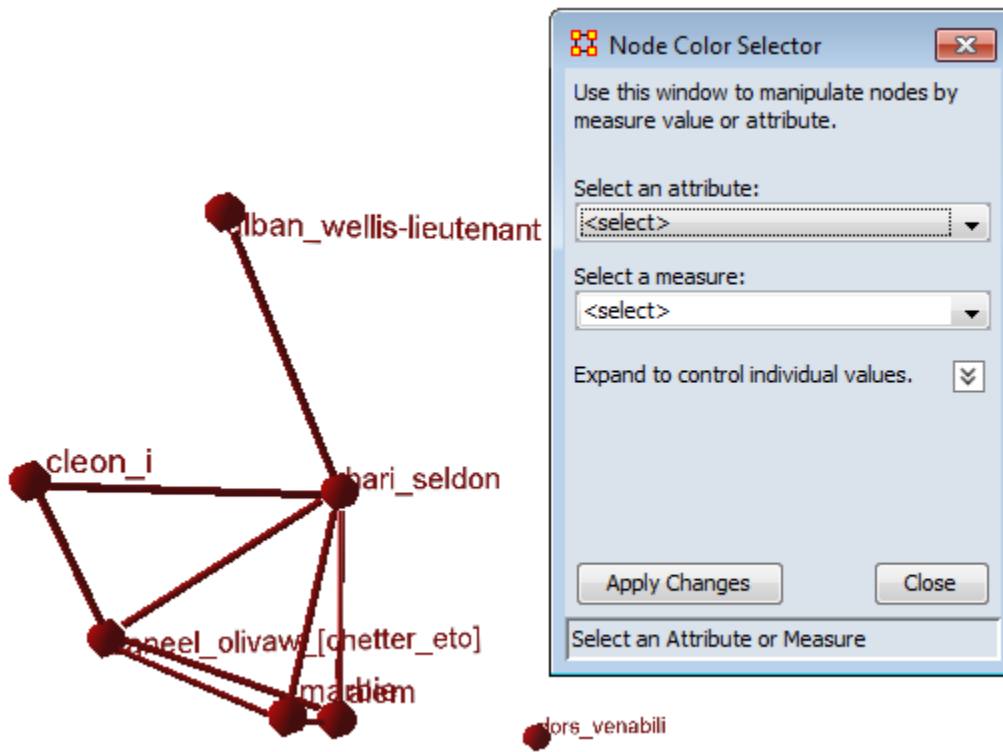 Node Color Selector
Use this window to manipulate nodes by
measure value or attribute.
Select an attribute:
<select>
Select a measure:
<select>
Expand to control individual values.
Apply Changes
Close
Select an Attribute or Measure
lban_wellis-lieutenant
cleon_i
hari_seldon
aneel_olivaw_[chetter_eto]
dors_venabili